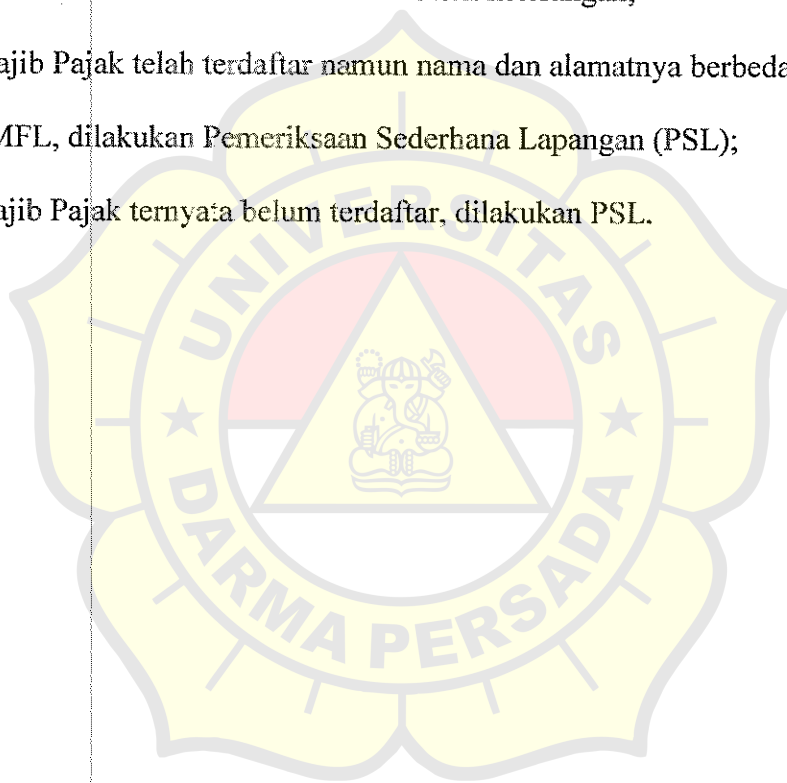 ajib Pajak telah terdaftar namun nama dan alamatnya berbeda
MFL, dilakukan Pemeriksaan Sederhana Lapangan (PSL);
ajib Pajak ternyata belum terdaftar, dilakukan PSL.
UNIVERSITAS
DARMA PERSADA